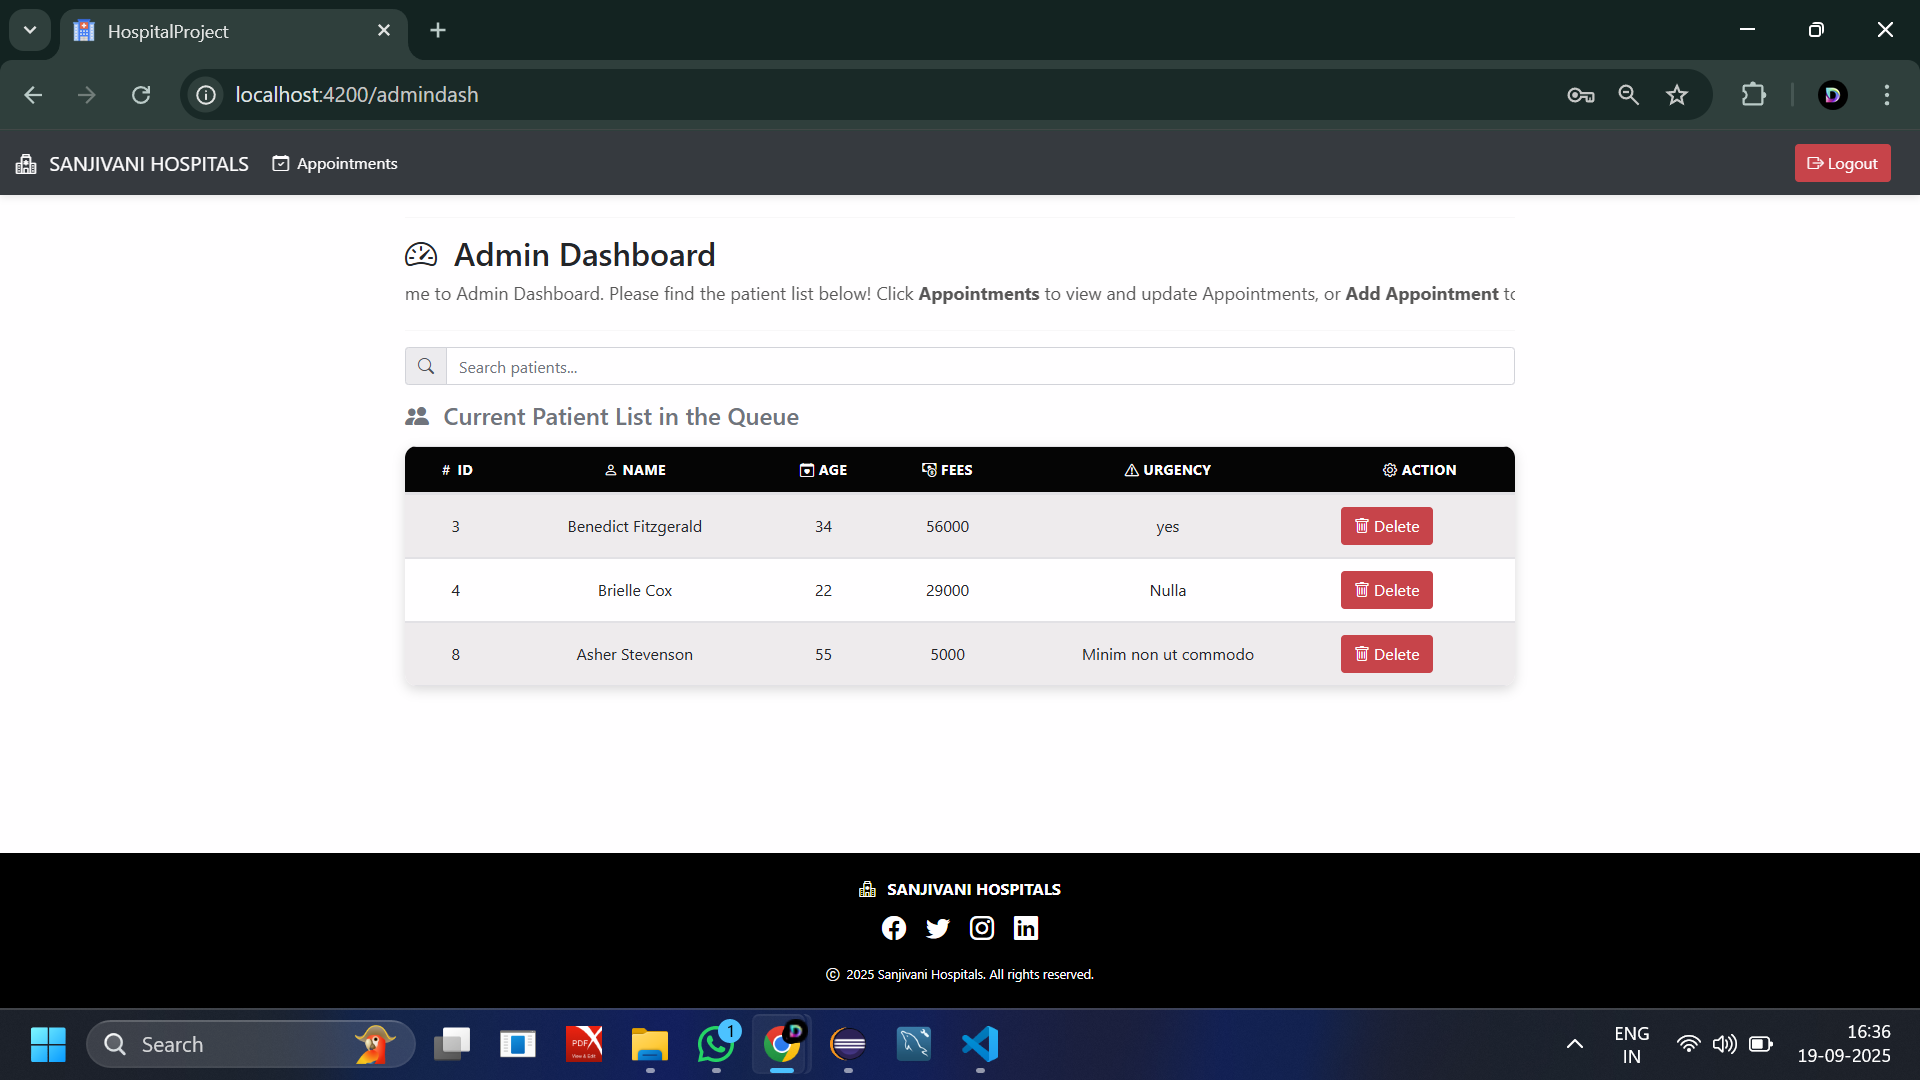 HospitalProject
localhost:4200/admindash
SANJIVANI HOSPITALS Appointments Logout
Admin Dashboard
me to Admin Dashboard. Please find the patient list below! Click Appointments to view and update Appointments, or Add Appointment to
Search patients...
Current Patient List in the Queue
# ID NAME AGE FEES URGENCY ACTION
3 Benedict Fitzgerald 34 56000 yes Delete
4 Brielle Cox 22 29000 Nulla Delete
8 Asher Stevenson 55 5000 Minim non ut commodo Delete
SANJIVANI HOSPITALS
© 2025 Sanjivani Hospitals. All rights reserved.
Search PDF X View & Edit 1 D ENG 16:36
IN 19-09-2025